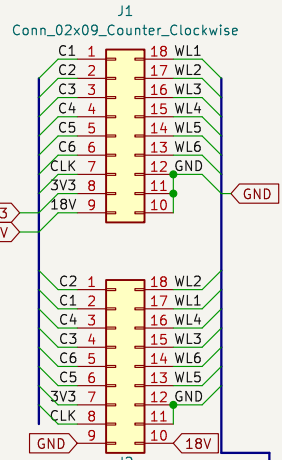 J1
Conn_02x09_Counter_Clockwise
C1 1 18 WL1
C2 2 17 WL2
C3 3 16 WL3
C4 4 15 WL4
C5 5 14 WL5
C6 6 13 WL6
CLK 7 12 GND
3V3 8 11 GND
3 18V 9 10
V
C2 1 18 WL2
C1 2 17 WL1
C4 3 16 WL4
C3 4 15 WL3
C6 5 14 WL6
C5 6 13 WL5
3V3 7 12 GND
CLK 8 11
GND 9 10 18V